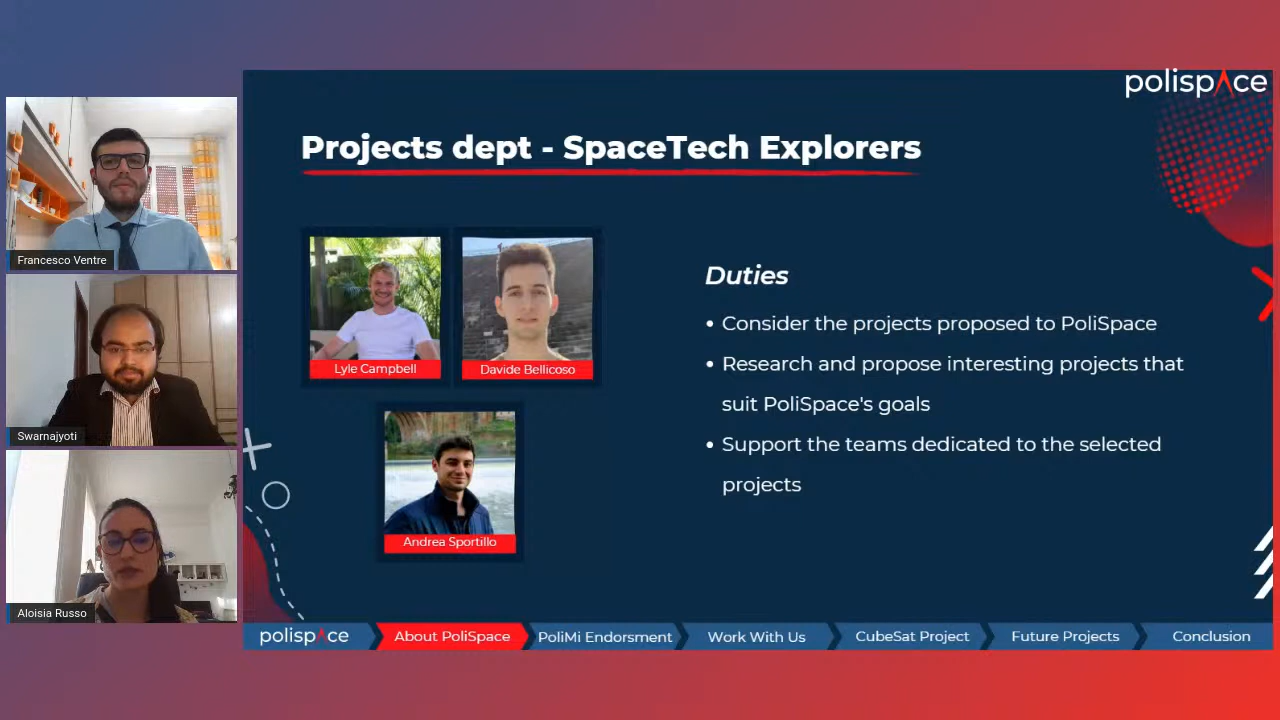 polispace
Projects dept - SpaceTech Explorers
Francesco Ventre
Swarnajyoti
Aloisia Russo
Lyle Campbell
Davide Bellicoso
Andrea Sportillo
Duties
• Consider the projects proposed to PoliSpace
• Research and propose interesting projects that
suit PoliSpace's goals
• Support the teams dedicated to the selected
projects
polispace
About PoliSpace
PoliMi Endorsment
Work With Us
CubeSat Project
Future Projects
Conclusion